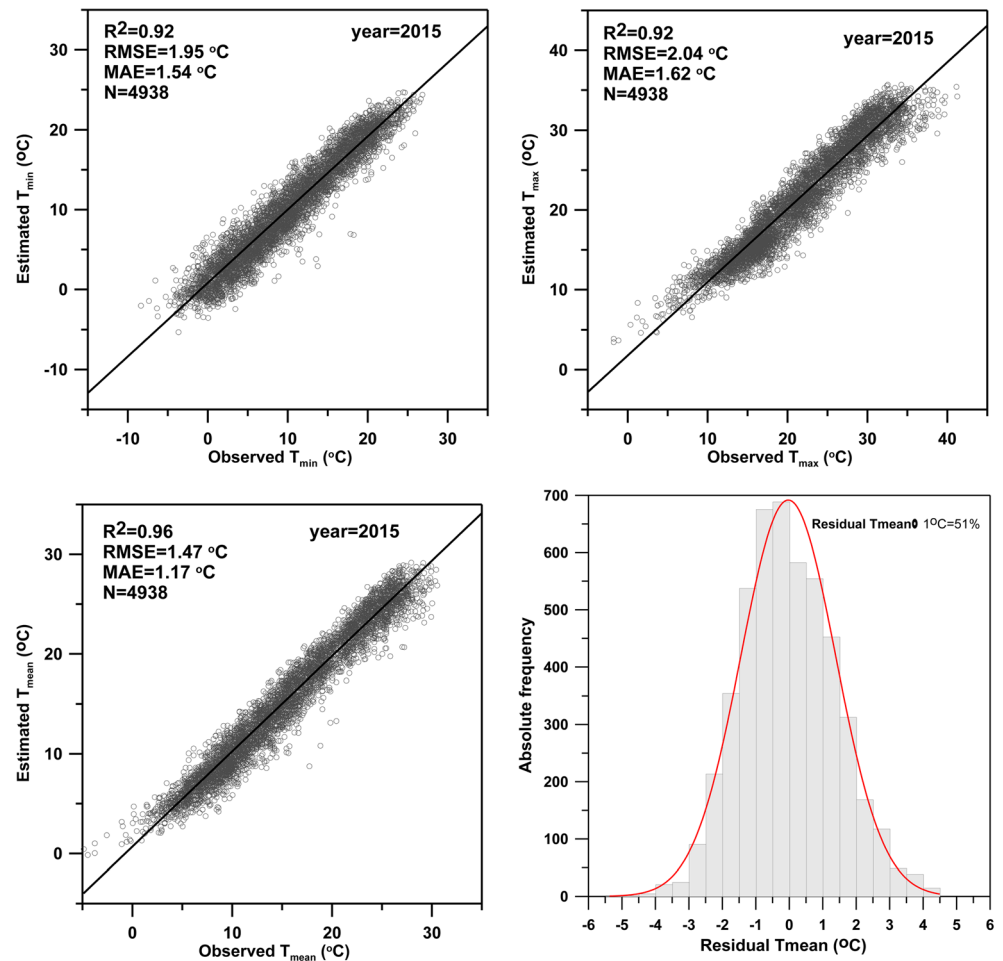 R2=0.92
RMSE=1.95 oC
MAE=1.54 oC
N=4938
year=2015
30
20
10
0
-10
Estimated Tmin (oC)
-10 0 10 20 30
Observed Tmin (oC)
R2=0.92
RMSE=2.04 oC
MAE=1.62 oC
N=4938
year=2015
40
30
20
10
0
Estimated Tmax (oC)
0 10 20 30 40
Observed Tmax (oC)
R2=0.96
RMSE=1.47 oC
MAE=1.17 oC
N=4938
year=2015
30
20
10
0
Estimated Tmean (oC)
0 10 20 30
Observed Tmean (oC)
Residual Tmean 1OC=51%
700
600
500
400
300
200
100
0
Absolute frequency
-6 -5 -4 -3 -2 -1 0 1 2 3 4 5 6
Residual Tmean (OC)